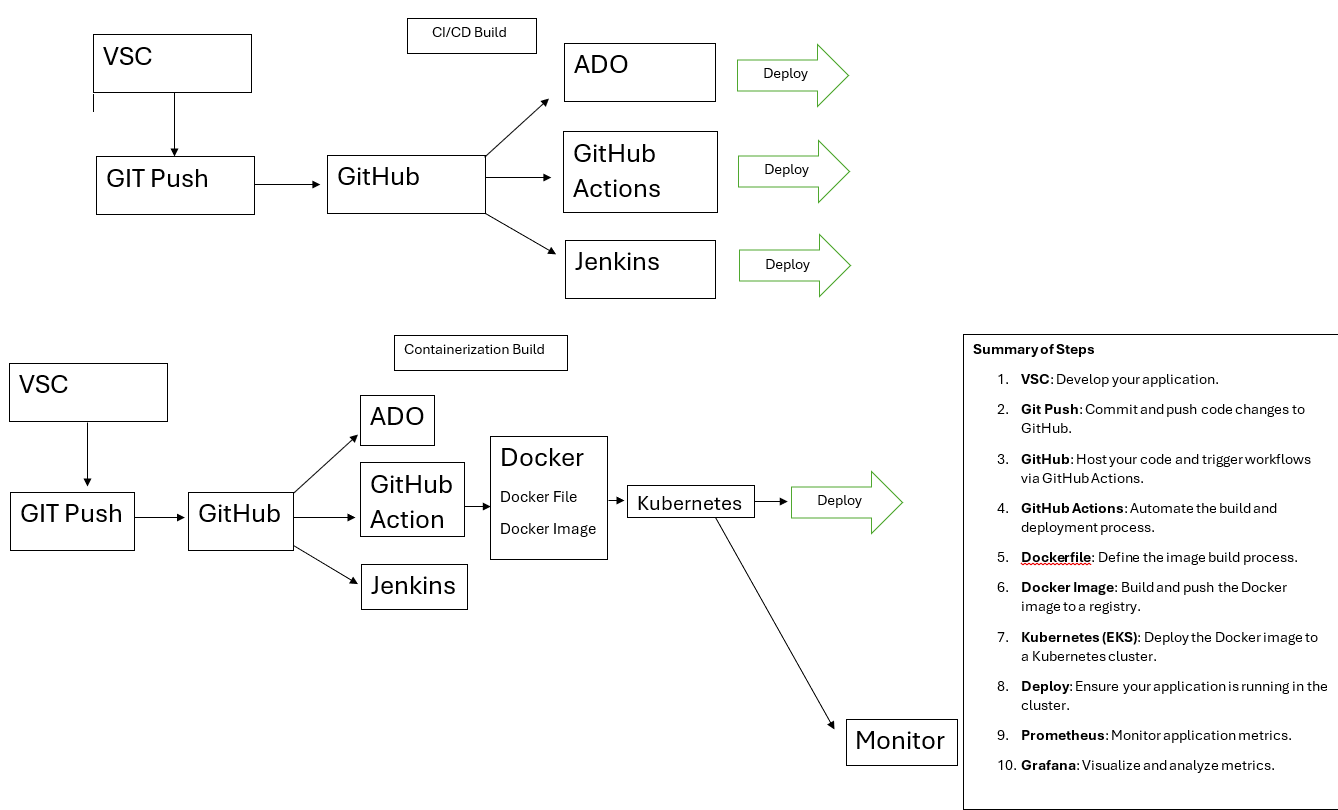 CI/CD Build
VSC
ADO
Deploy
GitHub
Actions
Deploy
GIT Push
GitHub
Jenkins
Deploy
Containerization Build
VSC
ADO
GitHub
Action
Docker
Docker File
Docker Image
GIT Push
GitHub
Kubernetes
Deploy
Jenkins
Monitor
Summary of Steps
1. VSC: Develop your application.
2. Git Push: Commit and push code changes to
GitHub.
3. GitHub: Host your code and trigger workflows
via GitHub Actions.
4. GitHub Actions: Automate the build and
deployment process.
5. Dockerfile: Define the image build process.
6. Docker Image: Build and push the Docker
image to a registry.
7. Kubernetes (EKS): Deploy the Docker image to
a Kubernetes cluster.
8. Deploy: Ensure your application is running in the
cluster.
9. Prometheus: Monitor application metrics.
10. Grafana: Visualize and analyze metrics.